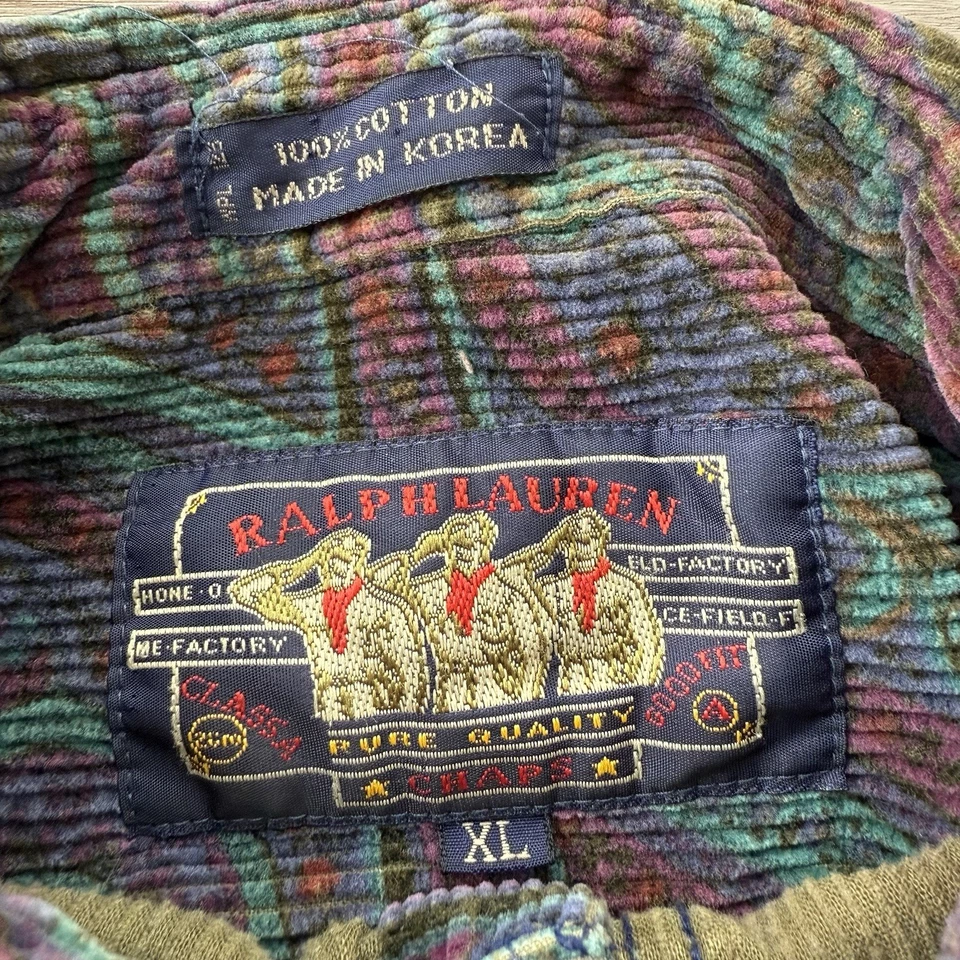 100% COTTON
MADE IN KOREA
RALPH LAUREN
HONE·O
ELD-FACTORY
ME-FACTORY
CE-FIELD-F
CLASS A
GOOD FIT
A
PURE QUALITY
CHAPS
XL